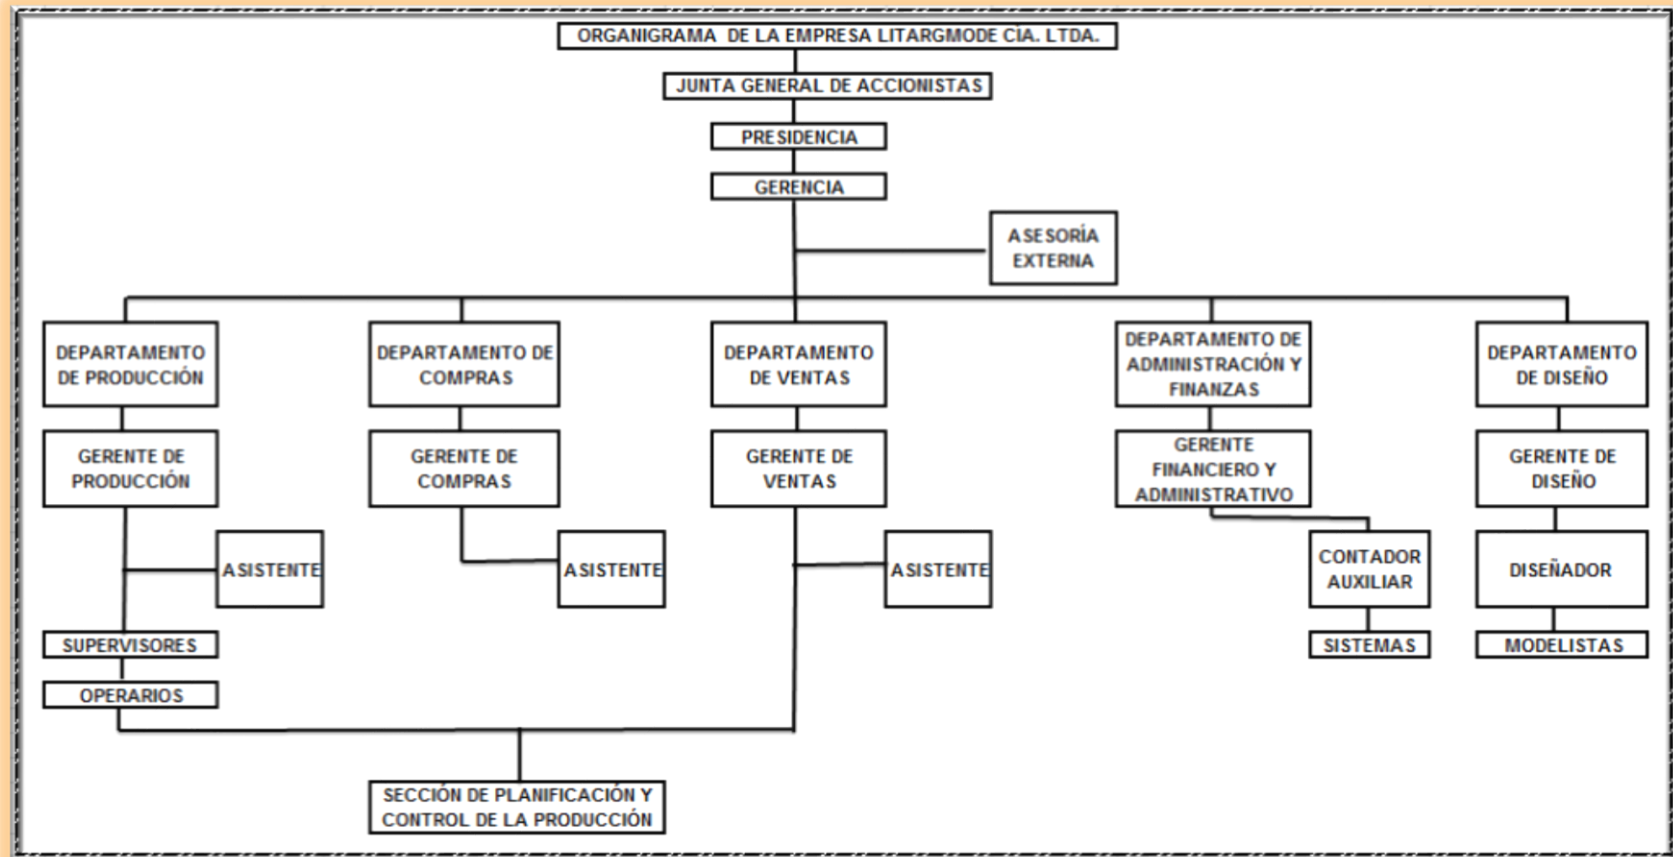 ORGANIGRAMA DE LA EMPRESA LITARGMODE CÍA. LTDA.
JUNTA GENERAL DE ACCIONISTAS
PRESIDENCIA
GERENCIA
ASESORÍA
EXTERNA
DEPARTAMENTO
DE PRODUCCIÓN
DEPARTAMENTO DE
COMPRAS
DEPARTAMENTO
DE VENTAS
DEPARTAMENTO DE
ADMINISTRACIÓN Y
FINANZAS
DEPARTAMENTO
DE DISEÑO
GERENTE DE
PRODUCCIÓN
GERENTE DE
COMPRAS
GERENTE DE
VENTAS
GERENTE
FINANCIERO Y
ADMINISTRATIVO
GERENTE DE
DISEÑO
ASISTENTE
ASISTENTE
ASISTENTE
CONTADOR
AUXILIAR
DISEÑADOR
SUPERVISORES
SISTEMAS
MODELISTAS
OPERARIOS
SECCIÓN DE PLANIFICACIÓN Y
CONTROL DE LA PRODUCCIÓN